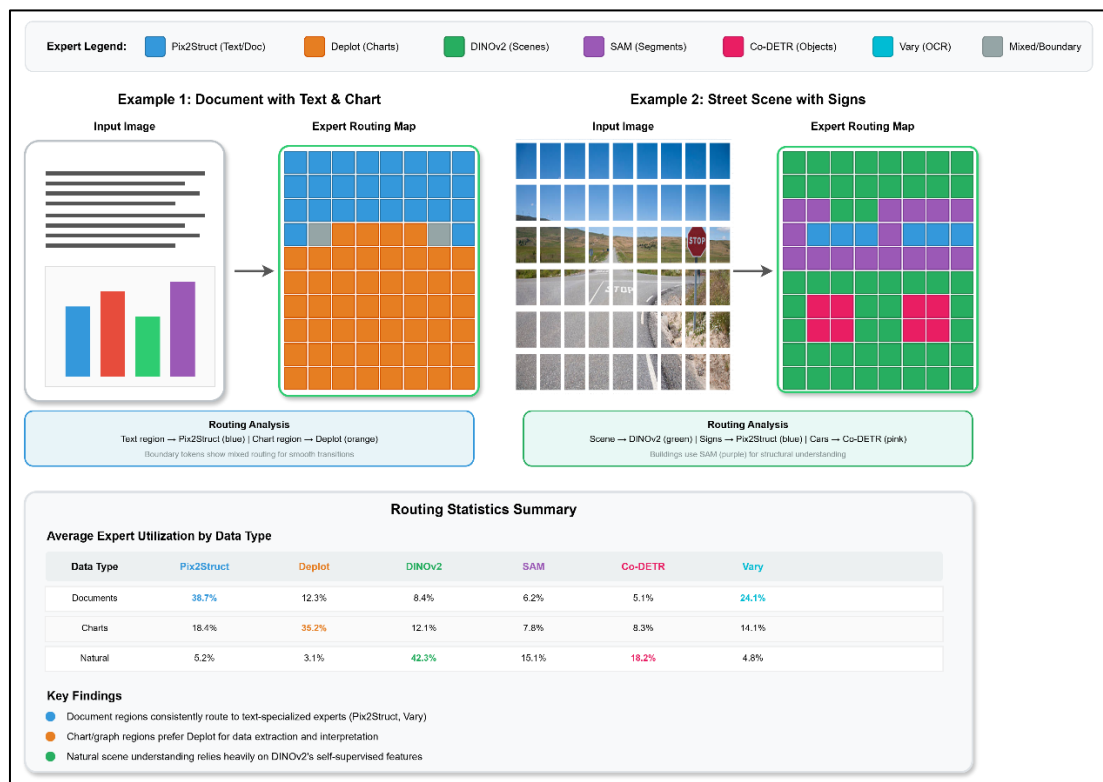 Expert Legend: Pix2Struct (Text/Doc) Deplot (Charts) DINOv2 (Scenes) SAM (Segments) Co-DETR (Objects) Vary (OCR) Mixed/Boundary
Example 1: Document with Text & Chart
Input Image
Expert Routing Map
Example 2: Street Scene with Signs
Input Image
Expert Routing Map
STOP
STOP
Routing Analysis
Text region → Pix2Struct (blue) | Chart region → Deplot (orange)
Boundary tokens show mixed routing for smooth transitions
Routing Analysis
Scene → DINOv2 (green) | Signs → Pix2Struct (blue) | Cars → Co-DETR (pink)
Buildings use SAM (purple) for structural understanding
Routing Statistics Summary
Average Expert Utilization by Data Type
Data Type Pix2Struct Deplot DINOv2 SAM Co-DETR Vary
Documents 38.7% 12.3% 8.4% 6.2% 5.1% 24.1%
Charts 18.4% 35.2% 12.1% 7.8% 8.3% 14.1%
Natural 5.2% 3.1% 42.3% 15.1% 18.2% 4.8%
Key Findings
Document regions consistently route to text-specialized experts (Pix2Struct, Vary)
Chart/graph regions prefer Deplot for data extraction and interpretation
Natural scene understanding relies heavily on DINOv2's self-supervised features